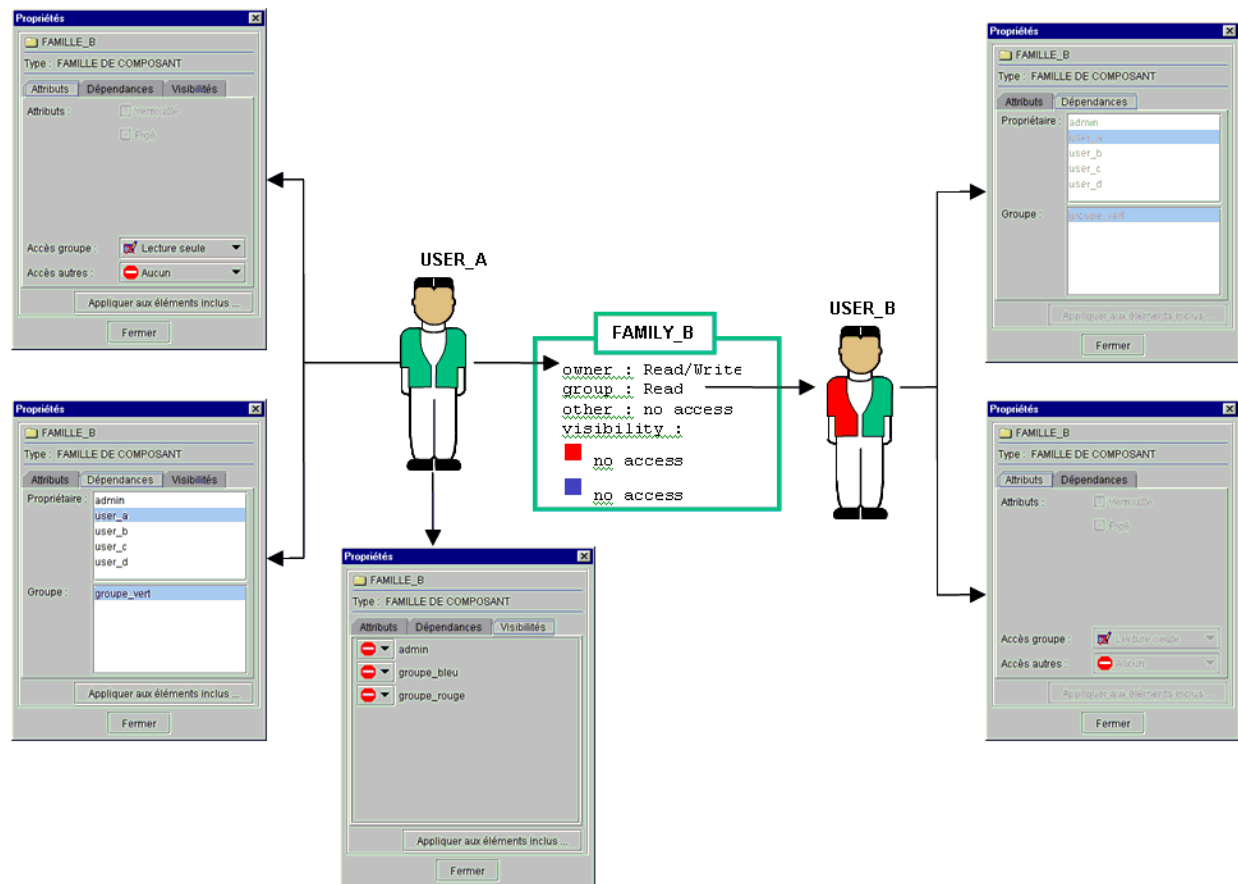 Propriétés
FAMILLE_B
Type : FAMILLE DE COMPOSANT
Attributs Dépendances Visibilités
Attributs : Verrouillé
Figé
Accès groupe : Lecture seule
Accès autres : Aucun
Appliquer aux éléments inclus ...
Fermer
Propriétés
FAMILLE_B
Type : FAMILLE DE COMPOSANT
Attributs Dépendances Visibilités
Propriétaire : admin
user_a
user_b
user_c
user_d
Groupe : groupe_vert
Appliquer aux éléments inclus ...
Fermer
USER_A
Propriétés
FAMILLE_B
Type : FAMILLE DE COMPOSANT
Attributs Dépendances Visibilités
admin
groupe_bleu
groupe_rouge
Appliquer aux éléments inclus ...
Fermer
FAMILY_B
owner : Read/Write
group : Read
other : no access
visibility :
no access
no access
USER_B
Propriétés
FAMILLE_B
Type : FAMILLE DE COMPOSANT
Attributs Dépendances
Propriétaire : admin
user_a
user_b
user_c
user_d
Groupe : groupe_vert
Appliquer aux éléments inclus ...
Fermer
Propriétés
FAMILLE_B
Type : FAMILLE DE COMPOSANT
Attributs Dépendances
Attributs : Verrouillé
Figé
Accès groupe : Lecture seule
Accès autres : Aucun
Appliquer aux éléments inclus ...
Fermer